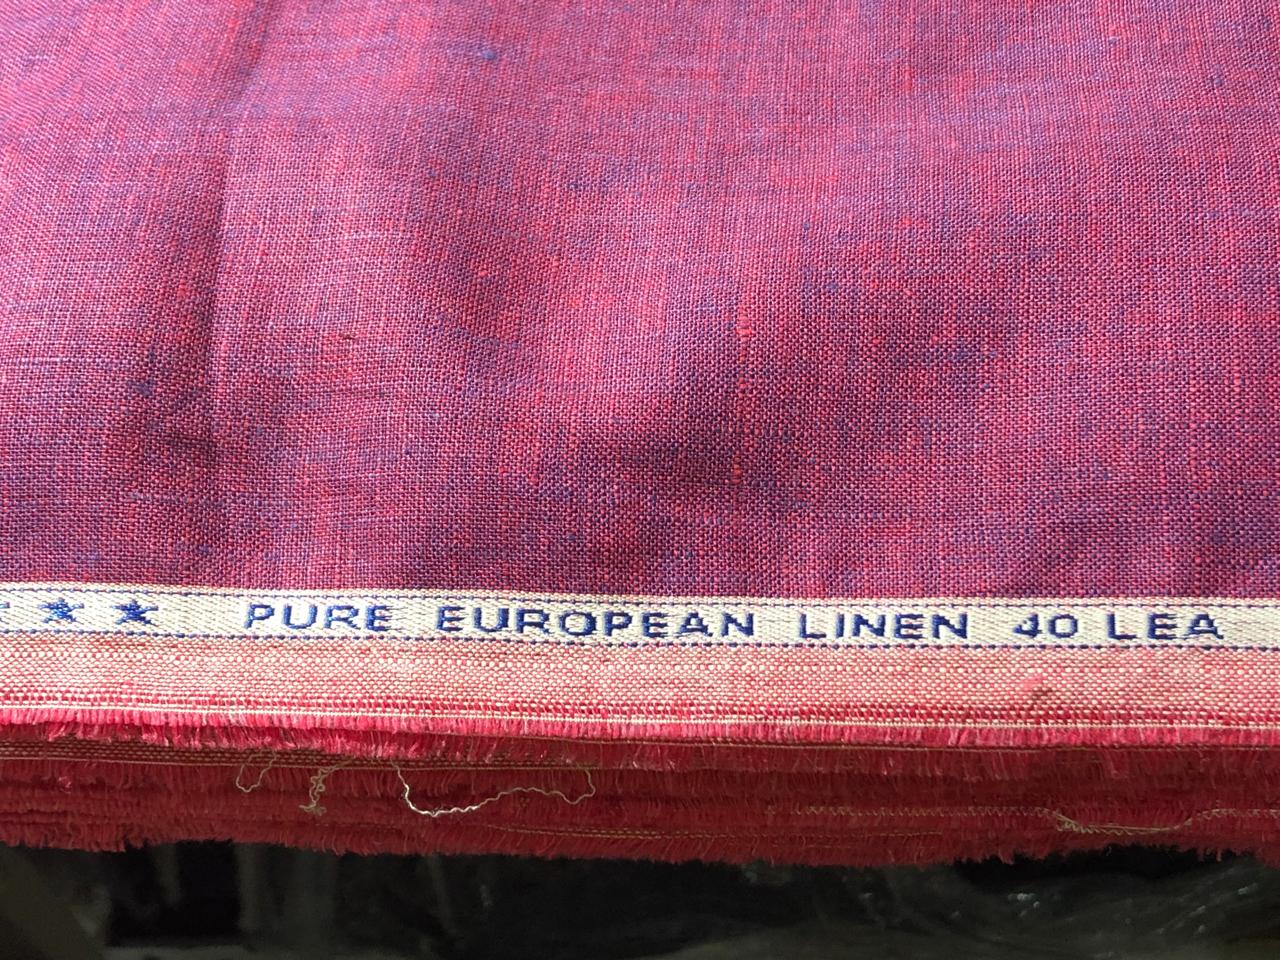 ★ ★ PURE EUROPEAN LINEN 40 LEA